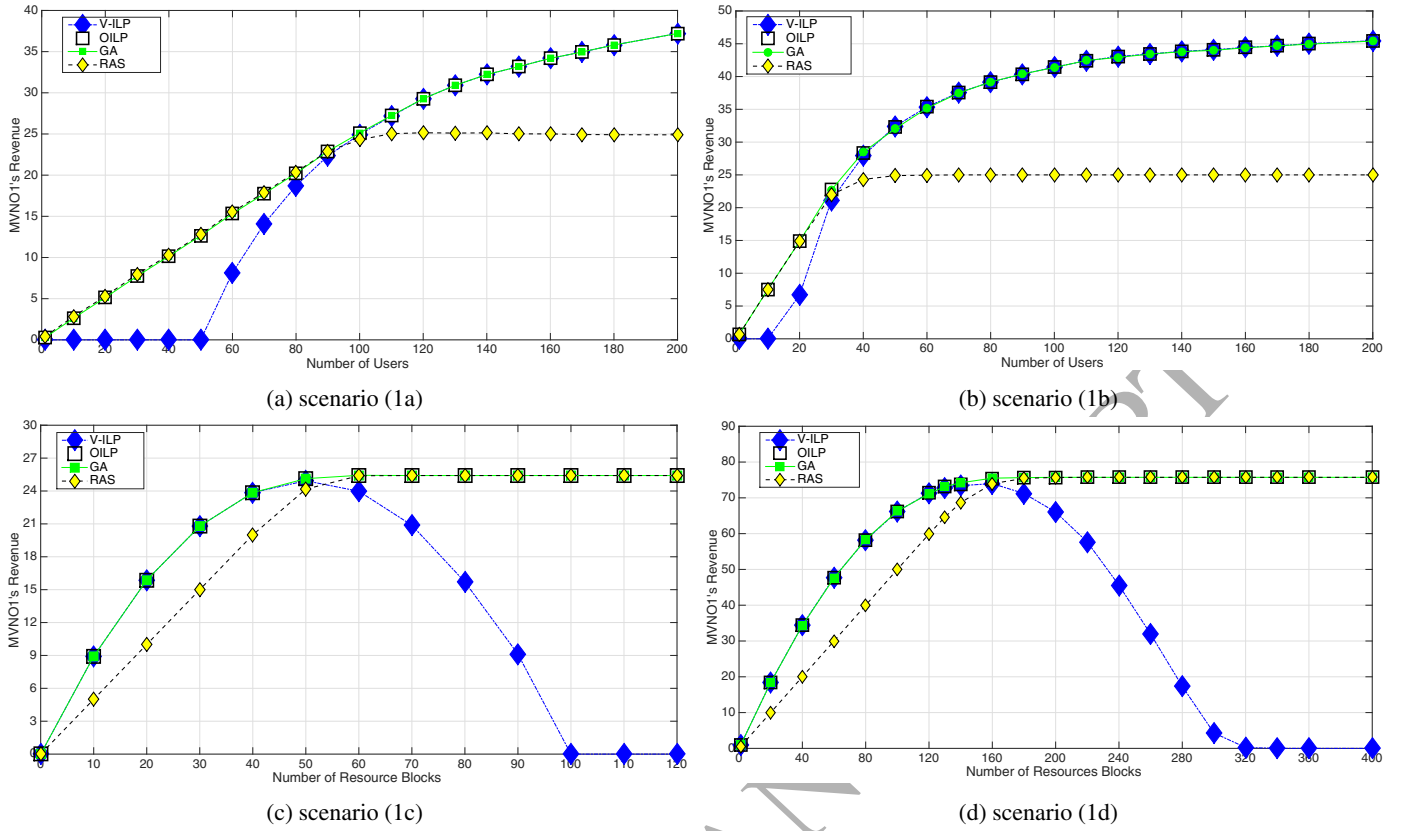 40
35
30
25
20
15
10
5
0
V-ILP
OILP
GA
RAS
MVNO1's Revenue
0 20 40 60 80 100 120 140 160 180 200
Number of Users
(a) scenario (1a)
50
45
40
35
30
25
20
15
10
5
0
V-ILP
OILP
GA
RAS
MVNO1's Revenue
0 20 40 60 80 100 120 140 160 180 200
Number of Users
(b) scenario (1b)
30
27
24
21
18
15
12
9
6
3
0
V-ILP
OILP
GA
RAS
MVNO1's Revenue
0 10 20 30 40 50 60 70 80 90 100 110 120
Number of Resource Blocks
(c) scenario (1c)
90
80
70
60
50
40
30
20
10
0
V-ILP
OILP
GA
RAS
MVNO1's Revenue
0 40 80 120 160 200 240 280 320 360 400
Number of Resources Blocks
(d) scenario (1d)